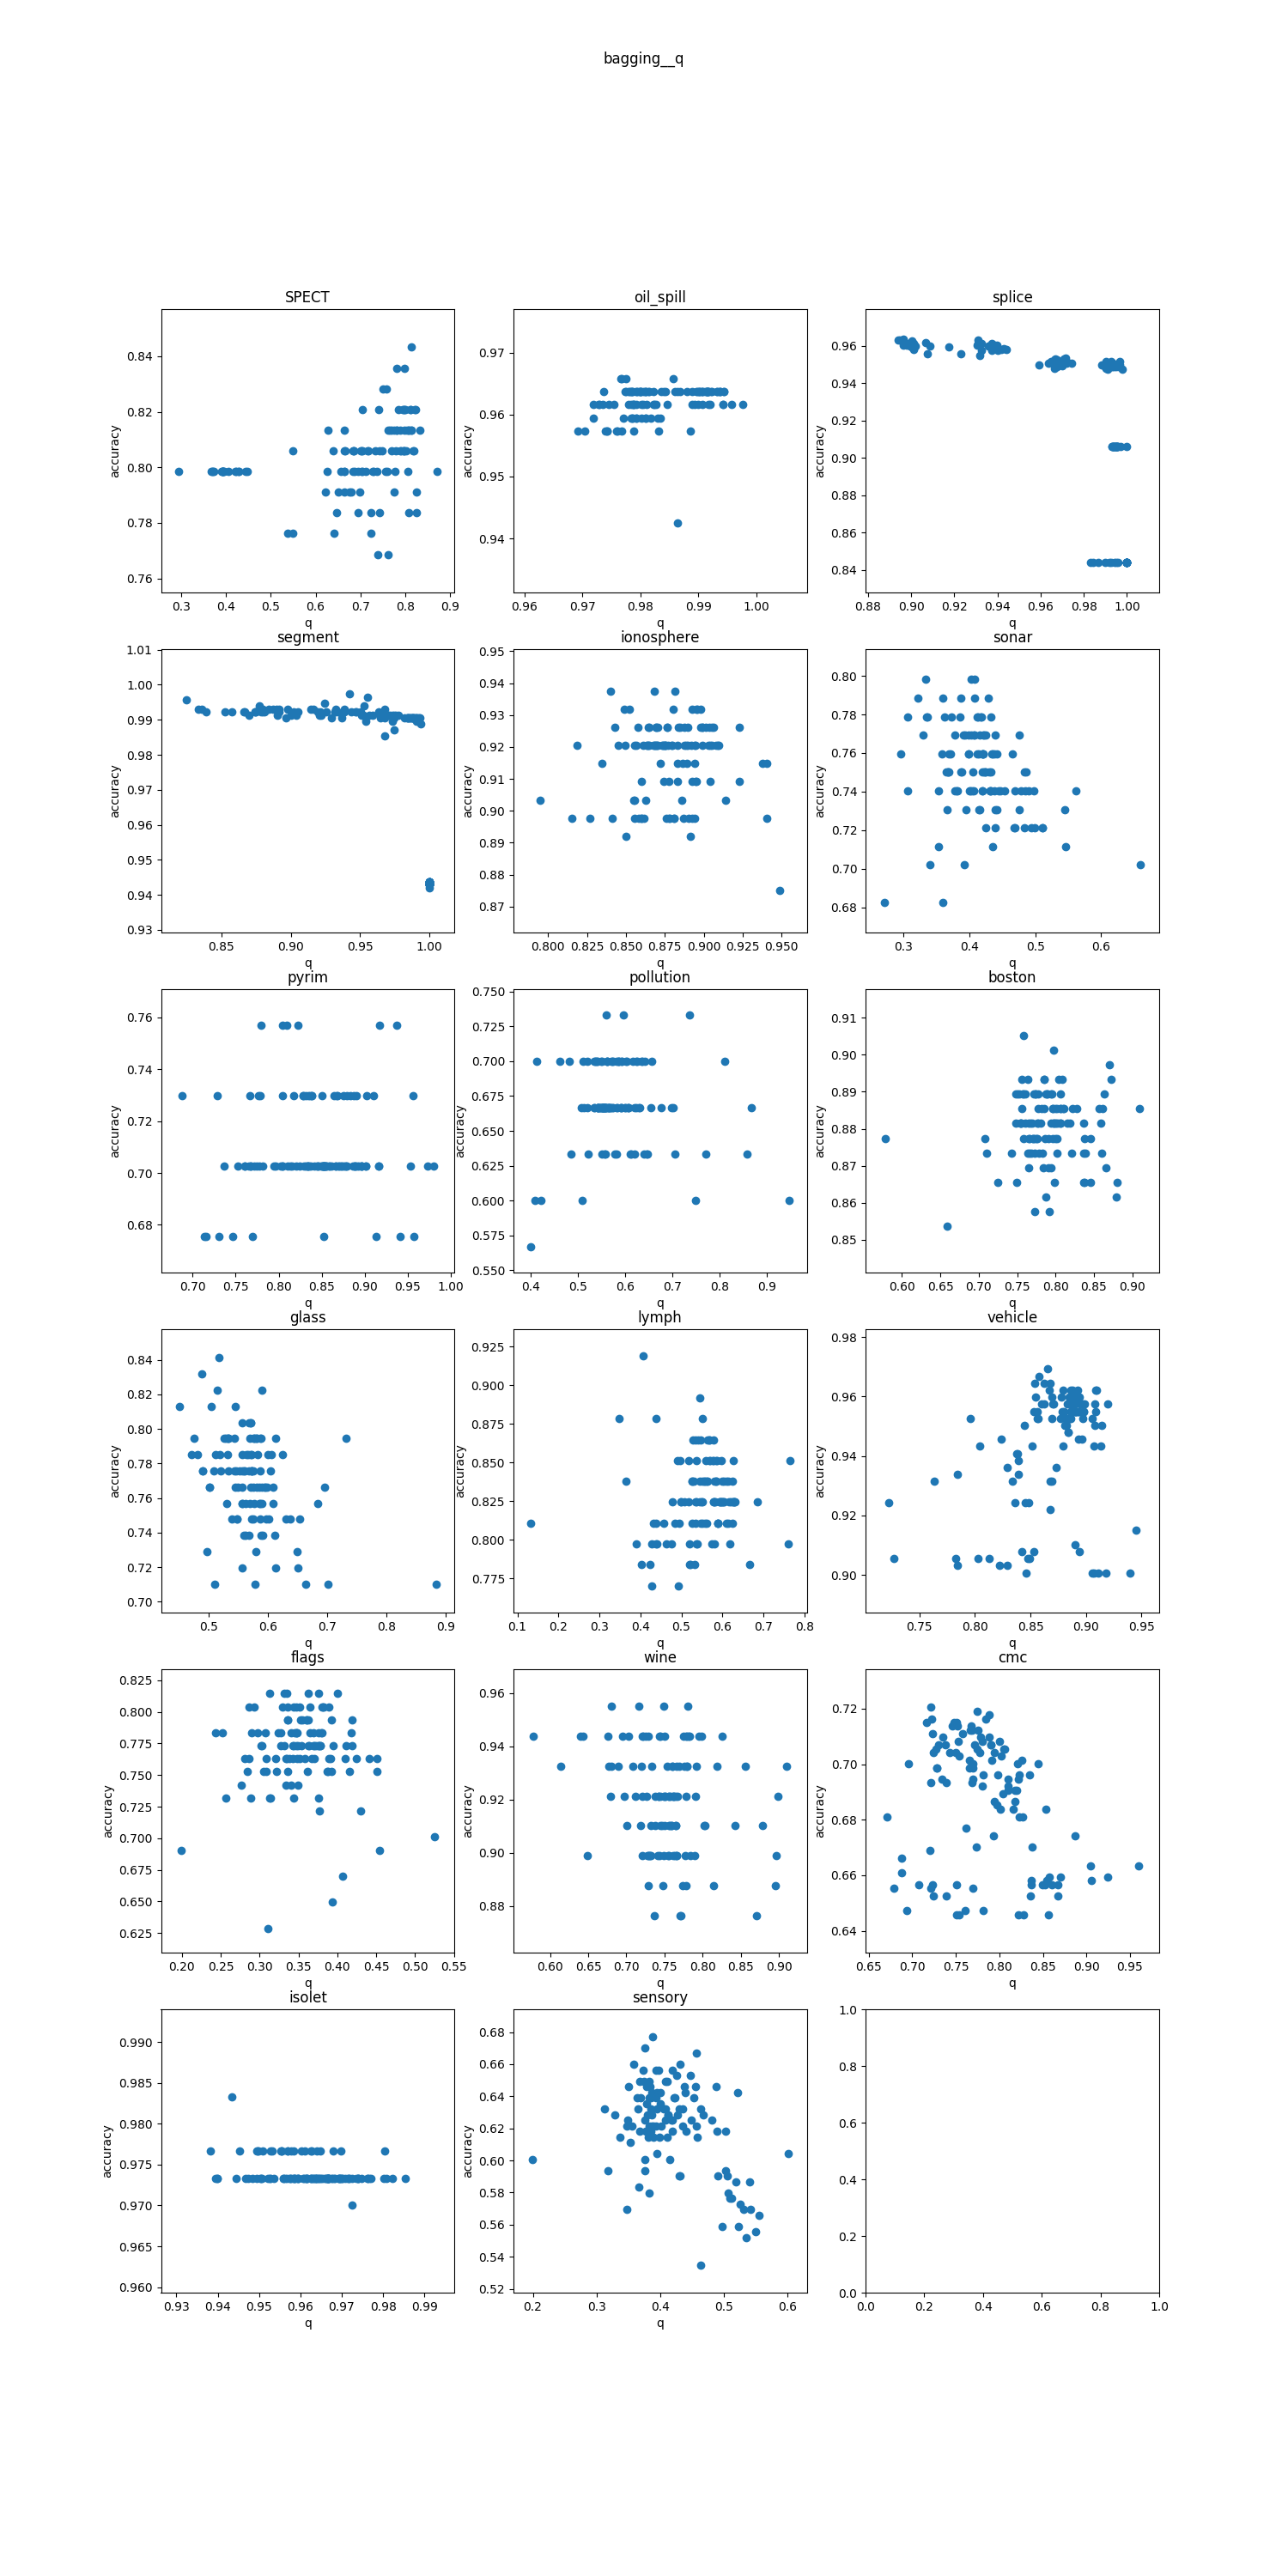 bagging__q
SPECT
0.84
0.82
0.80
0.78
0.76
accuracy
0.3 0.4 0.5 0.6 0.7 0.8 0.9
q
oil_spill
0.97
0.96
0.95
0.94
accuracy
0.96 0.97 0.98 0.99 1.00
q
splice
0.96
0.94
0.92
0.90
0.88
0.86
0.84
accuracy
0.88 0.90 0.92 0.94 0.96 0.98 1.00
q
segment
1.01
1.00
0.99
0.98
0.97
0.96
0.95
0.94
0.93
accuracy
0.85 0.90 0.95 1.00
q
ionosphere
0.95
0.94
0.93
0.92
0.91
0.90
0.89
0.88
0.87
accuracy
0.800 0.825 0.850 0.875 0.900 0.925 0.950
q
sonar
0.80
0.78
0.76
0.74
0.72
0.70
0.68
accuracy
0.3 0.4 0.5 0.6
q
pyrim
0.76
0.74
0.72
0.70
0.68
accuracy
0.70 0.75 0.80 0.85 0.90 0.95 1.00
q
pollution
0.750
0.725
0.700
0.675
0.650
0.625
0.600
0.575
0.550
accuracy
0.4 0.5 0.6 0.7 0.8 0.9
q
boston
0.91
0.90
0.89
0.88
0.87
0.86
0.85
accuracy
0.60 0.65 0.70 0.75 0.80 0.85 0.90
q
glass
0.84
0.82
0.80
0.78
0.76
0.74
0.72
0.70
accuracy
0.5 0.6 0.7 0.8 0.9
q
lymph
0.925
0.900
0.875
0.850
0.825
0.800
0.775
accuracy
0.1 0.2 0.3 0.4 0.5 0.6 0.7 0.8
q
vehicle
0.98
0.96
0.94
0.92
0.90
accuracy
0.75 0.80 0.85 0.90 0.95
q
flags
0.825
0.800
0.775
0.750
0.725
0.700
0.675
0.650
0.625
accuracy
0.20 0.25 0.30 0.35 0.40 0.45 0.50 0.55
q
wine
0.96
0.94
0.92
0.90
0.88
accuracy
0.60 0.65 0.70 0.75 0.80 0.85 0.90
q
cmc
0.72
0.70
0.68
0.66
0.64
accuracy
0.65 0.70 0.75 0.80 0.85 0.90 0.95
q
isolet
0.990
0.985
0.980
0.975
0.970
0.965
0.960
accuracy
0.93 0.94 0.95 0.96 0.97 0.98 0.99
q
sensory
0.68
0.66
0.64
0.62
0.60
0.58
0.56
0.54
0.52
accuracy
0.2 0.3 0.4 0.5 0.6
q
1.0
0.8
0.6
0.4
0.2
0.0
0.0 0.2 0.4 0.6 0.8 1.0